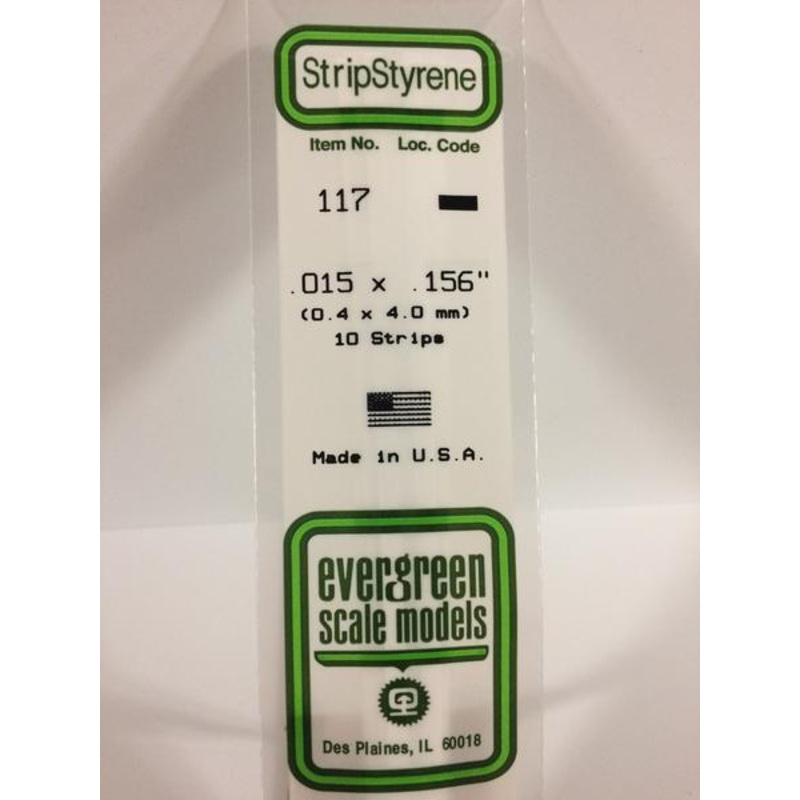 StripStyrene
Item No. Loc. Code
117
.015 x .156"
(0.4 x 4.0 mm)
10 Strips
Made in U.S.A.
evergreen
scale models
Des Plaines, IL 60018